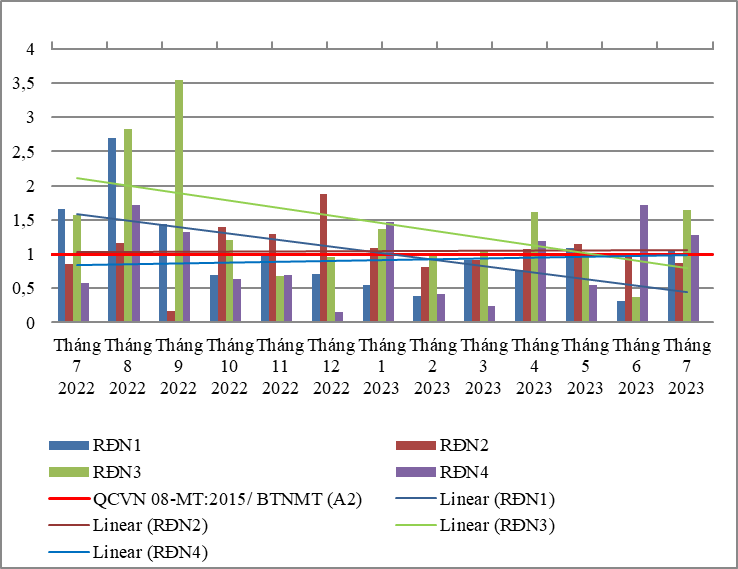 4
3,5
3
2,5
2
1,5
1
0,5
0
Tháng Tháng Tháng Tháng Tháng Tháng Tháng Tháng Tháng Tháng Tháng Tháng Tháng
7 8 9 10 11 12 1 2 3 4 5 6 7
2022 2022 2022 2022 2022 2022 2023 2023 2023 2023 2023 2023 2023
RĐN1 RĐN2
RĐN3 RĐN4
QCVN 08-MT:2015/ BTNMT (A2) Linear (RĐN1)
Linear (RĐN2) Linear (RĐN3)
Linear (RĐN4)